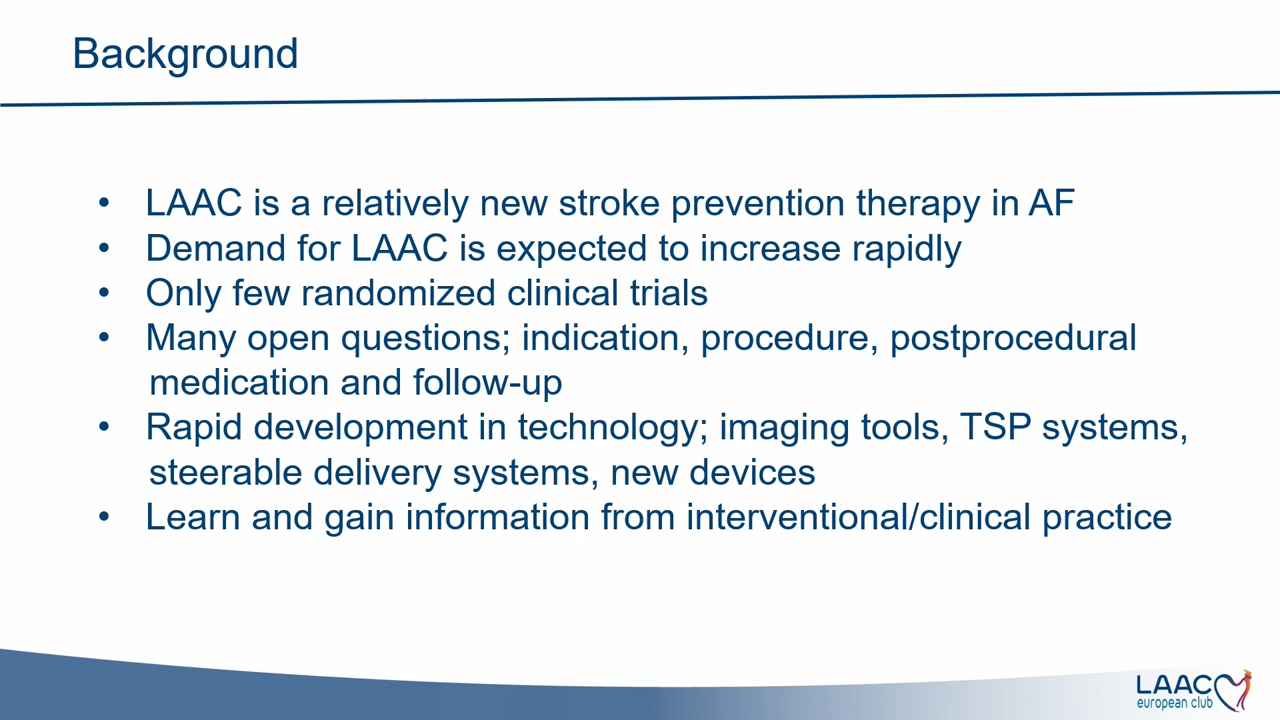 Background
• LAAC is a relatively new stroke prevention therapy in AF
• Demand for LAAC is expected to increase rapidly
• Only few randomized clinical trials
• Many open questions; indication, procedure, postprocedural
medication and follow-up
• Rapid development in technology; imaging tools, TSP systems,
steerable delivery systems, new devices
• Learn and gain information from interventional/clinical practice
LAAC
european club